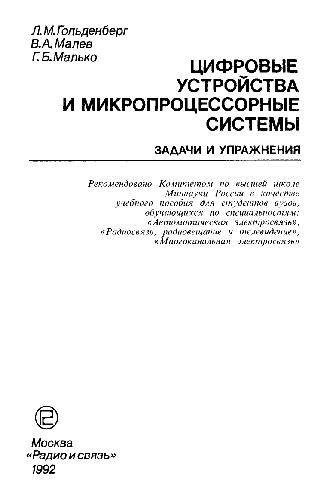 Л.М.Гольденберг
В.А.Малев
Г.Б.Малько
ЦИФРОВЫЕ
УСТРОЙСТВА
И МИКРОПРОЦЕССОРНЫЕ
СИСТЕМЫ
ЗАДАЧИ И УПРАЖНЕНИЯ
Рекомендовано Комитетом по высшей школе
Миннауки России в качестве
учебного пособия для студентов вузов,
обучающихся по специальностям:
«Автоматическая электросвязь»,
«Радиосвязь, радиовещание и телевидение»,
«Многоканальная электросвязь»
Москва
«Радио и связь»
1992